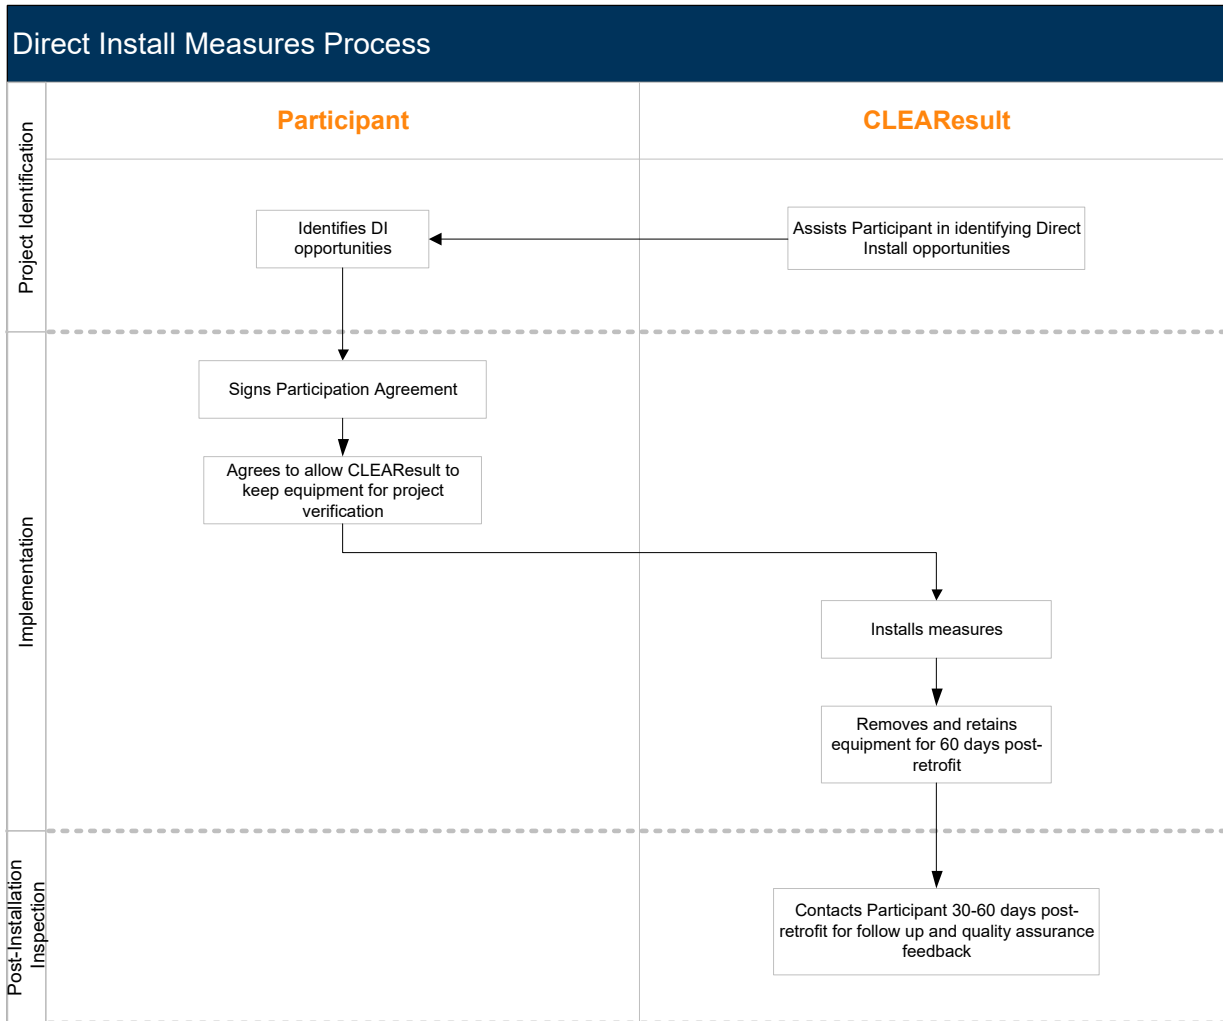 Direct Install Measures Process
Participant
CLEAResult
Project Identification
Identifies DI
opportunities
Assists Participant in identifying Direct
Install opportunities
Implementation
Signs Participation Agreement
Agrees to allow CLEAResult to
keep equipment for project
verification
Installs measures
Removes and retains
equipment for 60 days post-
retrofit
Post-Installation
Inspection
Contacts Participant 30-60 days post-
retrofit for follow up and quality assurance
feedback